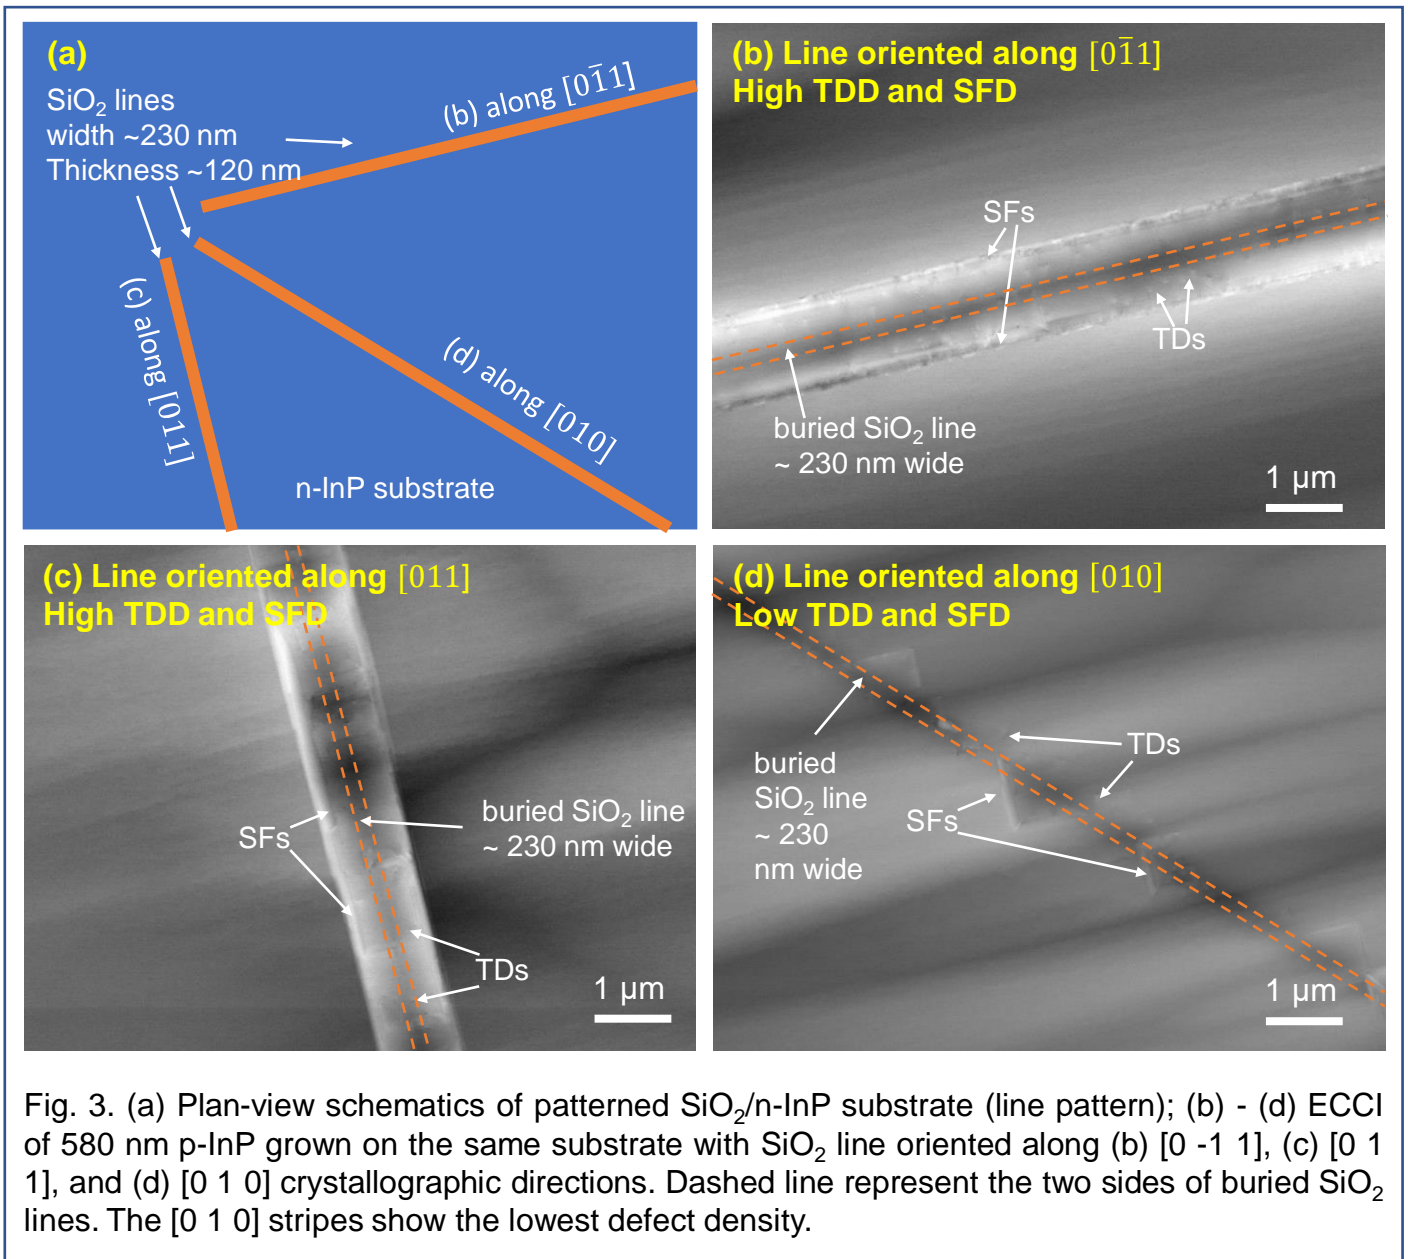 (a)
SiO₂ lines
width ~230 nm
Thickness ~120 nm
(b) along [01̄1]
(c) along [011]
(d) along [010]
n-InP substrate
(b) Line oriented along [01̄1]
High TDD and SFD
SFs
TDs
buried SiO₂ line
~ 230 nm wide
1 μm
(c) Line oriented along [011]
High TDD and SFD
SFs
buried SiO₂ line
~ 230 nm wide
TDs
1 μm
(d) Line oriented along [010]
Low TDD and SFD
TDs
buried
SiO₂ line
~ 230
nm wide
SFs
1 μm
Fig. 3. (a) Plan-view schematics of patterned SiO₂/n-InP substrate (line pattern); (b) - (d) ECCI
of 580 nm p-InP grown on the same substrate with SiO₂ line oriented along (b) [0 -1 1], (c) [0 1
1], and (d) [0 1 0] crystallographic directions. Dashed line represent the two sides of buried SiO₂
lines. The [0 1 0] stripes show the lowest defect density.